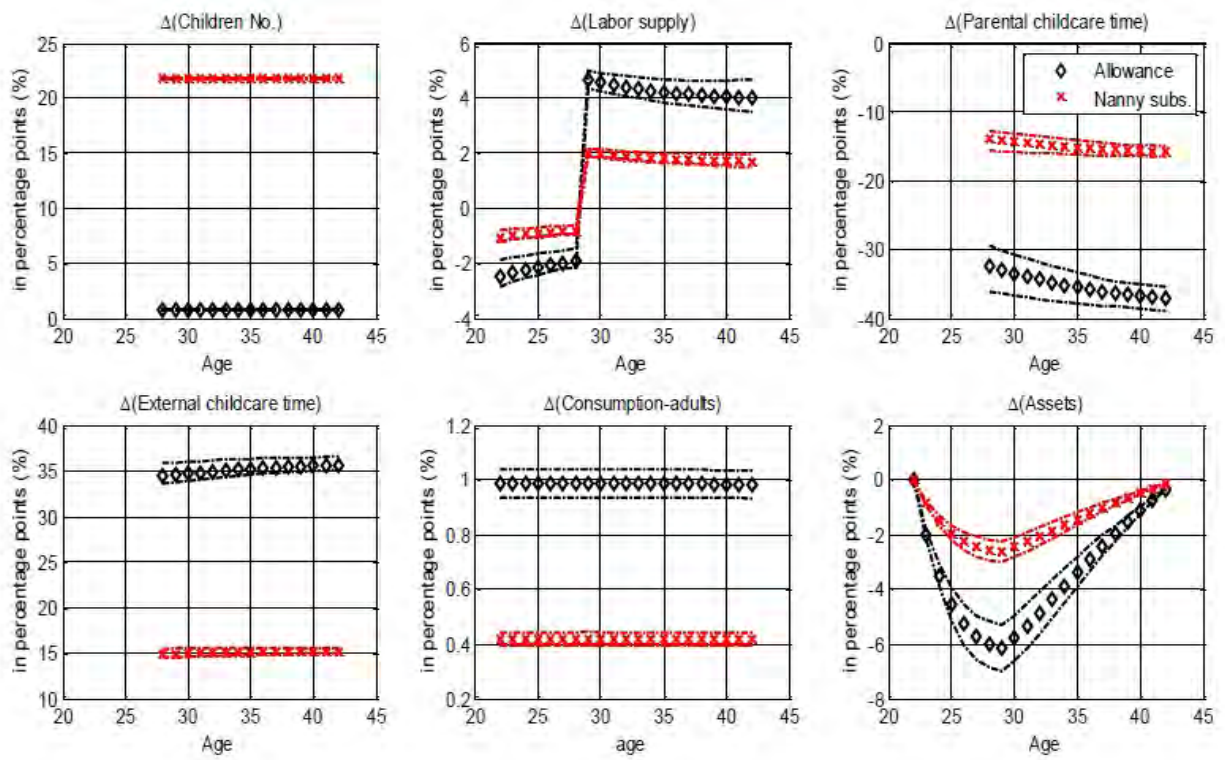 Δ(Children No.)
25
20
15
10
5
0
in percentage points (%)
20 25 30 35 40 45
Age
Δ(Labor supply)
6
4
2
0
-2
-4
in percentage points (%)
20 25 30 35 40 45
Age
Δ(Parental childcare time)
0
-10
-20
-30
-40
in percentage points (%)
Allowance
Nanny subs.
20 25 30 35 40 45
Age
Δ(External childcare time)
40
35
30
25
20
15
10
in percentage points (%)
20 25 30 35 40 45
Age
Δ(Consumption-adults)
1.2
1
0.8
0.6
0.4
0.2
in percentage points (%)
20 25 30 35 40 45
age
Δ(Assets)
2
0
-2
-4
-6
-8
in percentage points (%)
20 25 30 35 40 45
Age